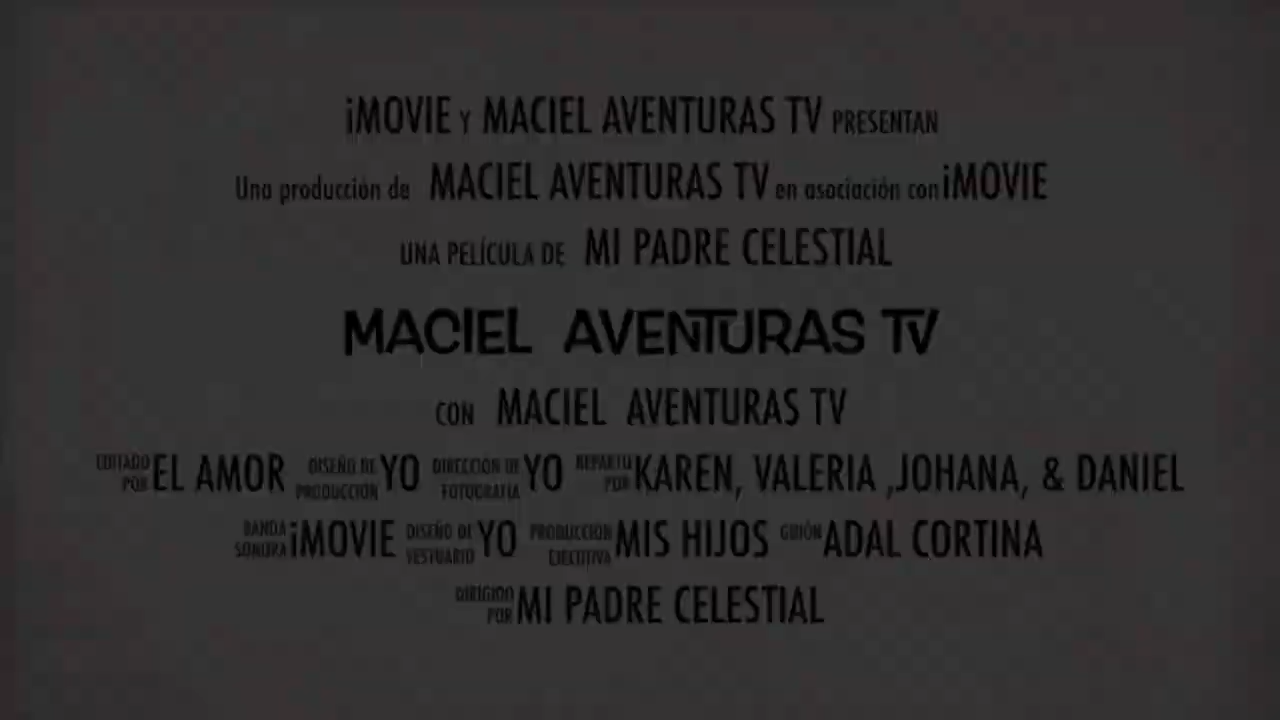 iMOVIE Y MACIEL AVENTURAS TV PRESENTAN
Una producción de MACIEL AVENTURAS TV en asociación con iMOVIE
UNA PELÍCULA DE MI PADRE CELESTIAL
MACIEL AVENTURAS TV
CON MACIEL AVENTURAS TV
EDITADO POR EL AMOR DISEÑO DE PRODUCCIÓN YO DIRECCIÓN DE FOTOGRAFÍA YO REPARTO POR KAREN, VALERIA ,JOHANA, & DANIEL
BANDA SONORA iMOVIE DISEÑO DE VESTUARIO YO PRODUCCIÓN EJECUTIVA MIS HIJOS GUIÓN ADAL CORTINA
DIRIGIDO POR MI PADRE CELESTIAL